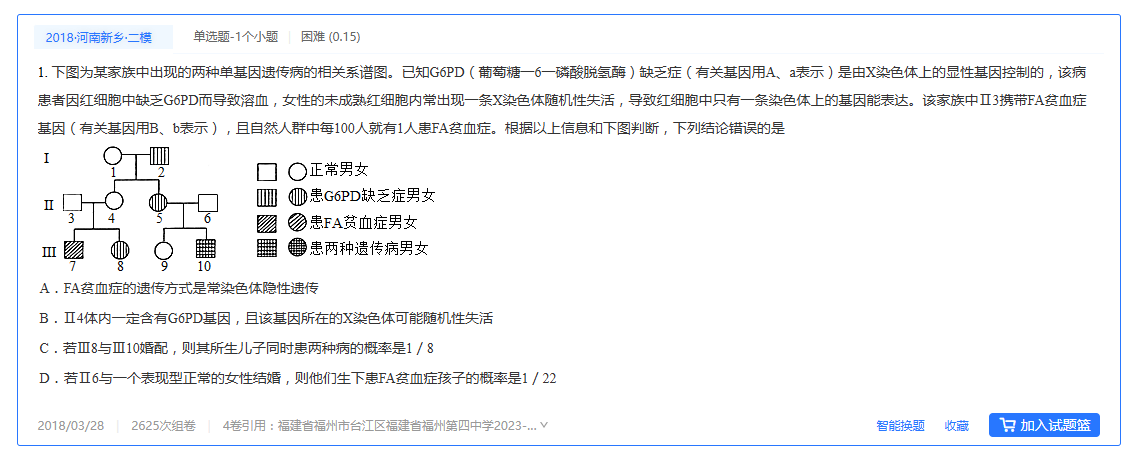 2018·河南新乡·二模 单选题-1个小题 困难 (0.15)
1. 下图为某家族中出现的两种单基因遗传病的相关系谱图。已知G6PD（葡萄糖一6一磷酸脱氢酶）缺乏症（有关基因用A、a表示）是由X染色体上的显性基因控制的，该病
患者因红细胞中缺乏G6PD而导致溶血，女性的未成熟红细胞内常出现一条X染色体随机性失活，导致红细胞中只有一条染色体上的基因能表达。该家族中Ⅱ3携带FA贫血症
基因（有关基因用B、b表示），且自然人群中每100人就有1人患FA贫血症。根据以上信息和下图判断，下列结论错误的是
I 1 2
II 3 4 5 6
III 7 8 9 10
正常男女
患G6PD缺乏症男女
患FA贫血症男女
患两种遗传病男女
A．FA贫血症的遗传方式是常染色体隐性遗传
B．Ⅱ4体内一定含有G6PD基因，且该基因所在的X染色体可能随机性失活
C．若Ⅲ8与Ⅲ10婚配，则其所生儿子同时患两种病的概率是1／8
D．若Ⅱ6与一个表现型正常的女性结婚，则他们生下患FA贫血症孩子的概率是1／22
2018/03/28 2625次组卷 4卷引用：福建省福州市台江区福建省福州第四中学2023-... 智能换题 收藏 加入试题篮